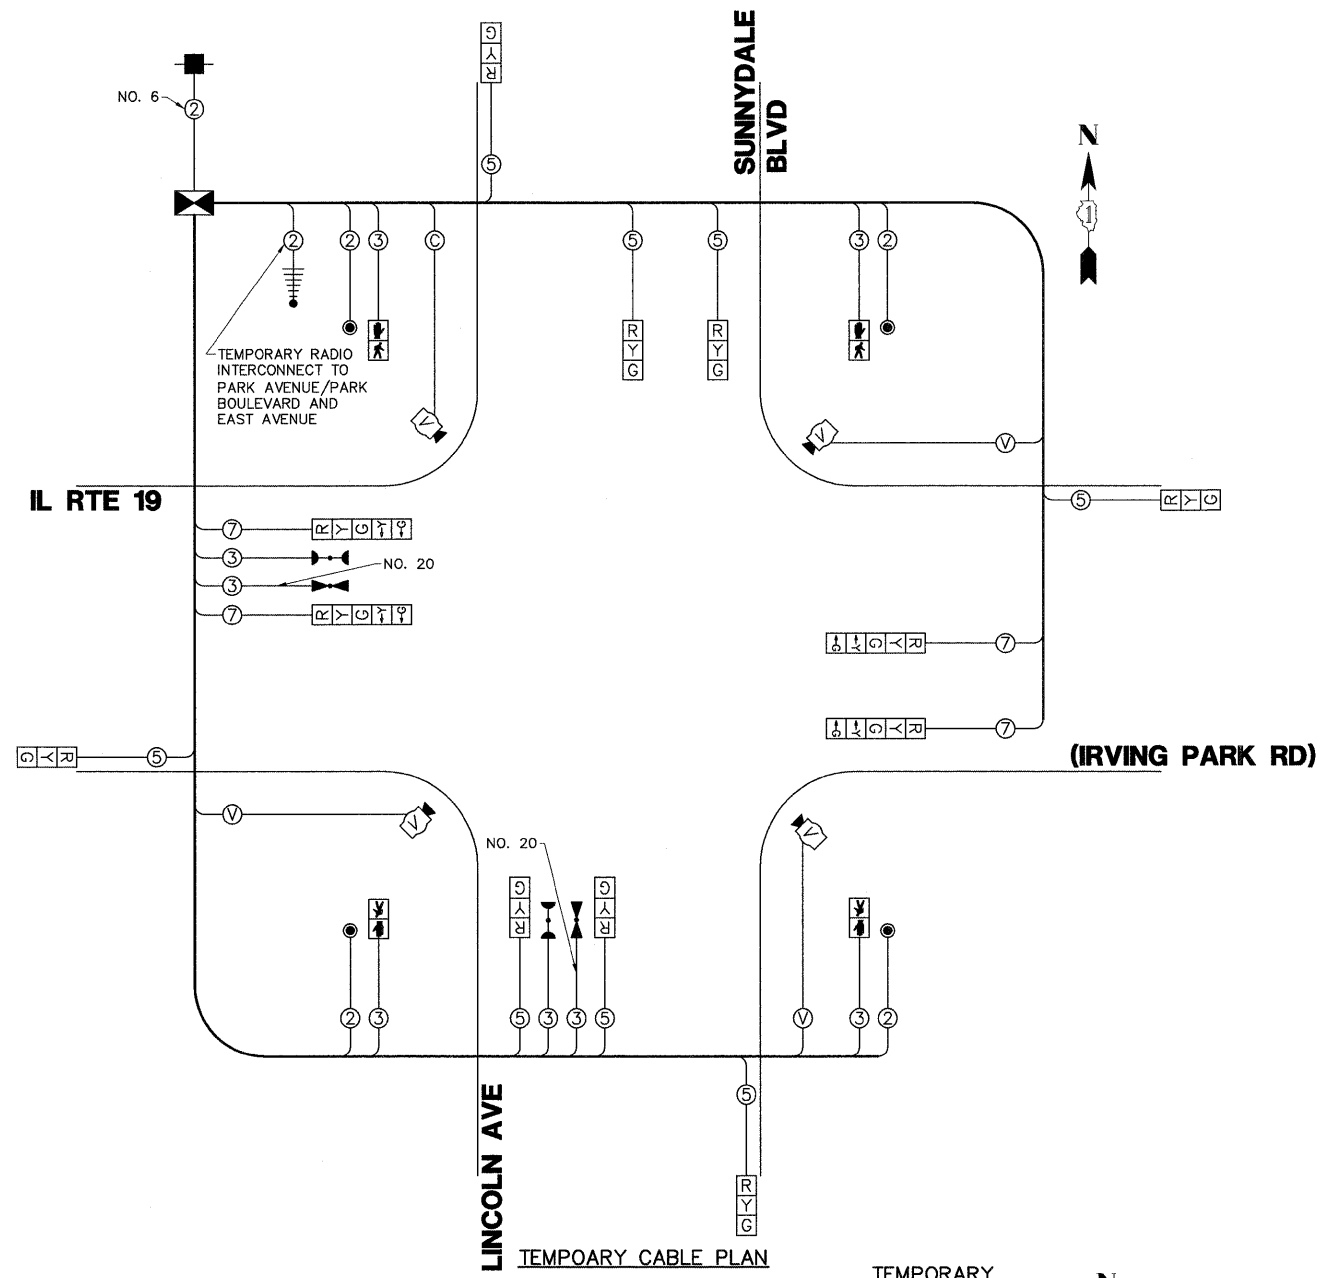 SUNNYDALE
BLVD
N
1
NO. 6
2
G Y R
5
2
2
3
C
5
5
3
2
R Y G
R Y G
TEMPORARY RADIO
INTERCONNECT TO
PARK AVENUE/PARK
BOULEVARD AND
EAST AVENUE
V
V
V
IL RTE 19
5
R Y G
7
R Y G Y G
3
NO. 20
3
7
R Y G Y G
G Y G Y R
7
G Y G Y R
7
G Y R
5
(IRVING PARK RD)
V
V
V
NO. 20
G Y R
G Y R
2
3
5
3
3
5
V
3
2
5
R Y G
LINCOLN AVE
TEMPOARY CABLE PLAN
TEMPORARY
N